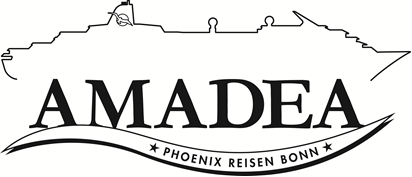 AMADEA
★ PHOENIX REISEN BONN ★